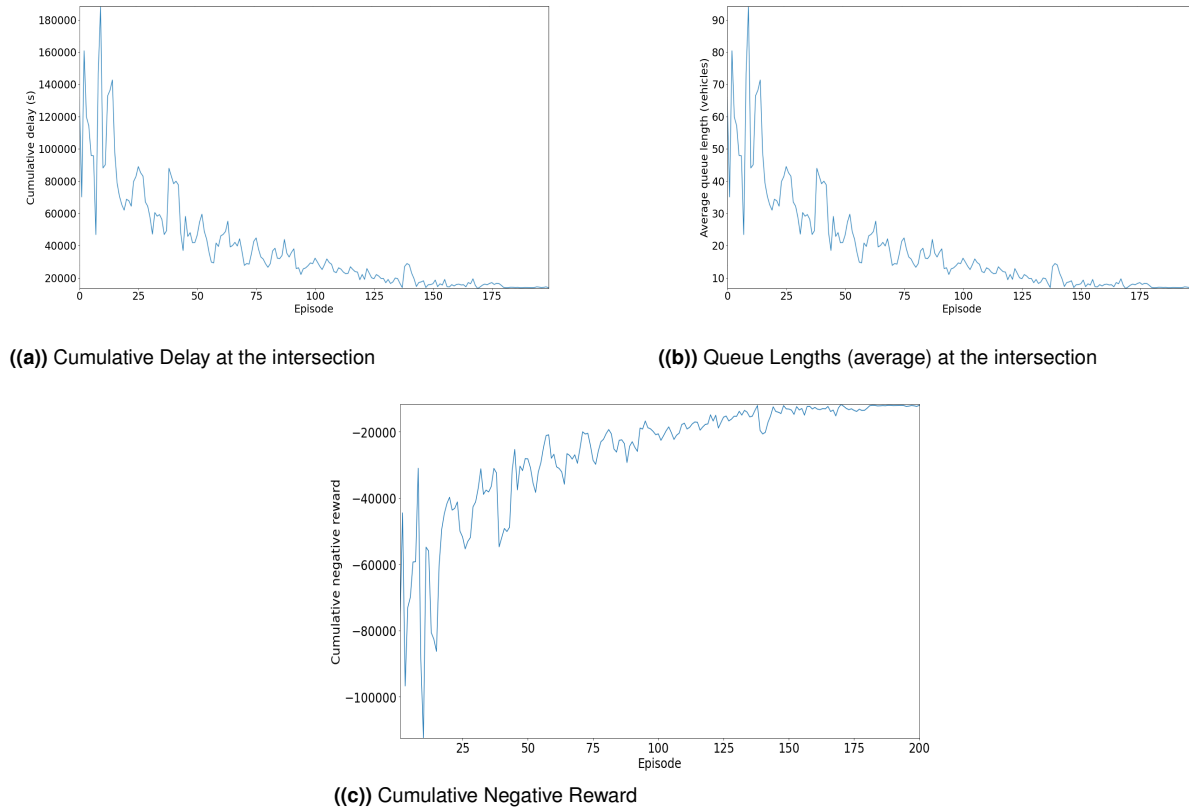 180000
160000
140000
120000
100000
80000
60000
40000
20000
Cumulative delay (s)
0 25 50 75 100 125 150 175
Episode
((a)) Cumulative Delay at the intersection
90
80
70
60
50
40
30
20
10
Average queue length (vehicles)
0 25 50 75 100 125 150 175
Episode
((b)) Queue Lengths (average) at the intersection
−20000
−40000
−60000
−80000
−100000
Cumulative negative reward
25 50 75 100 125 150 175 200
Episode
((c)) Cumulative Negative Reward